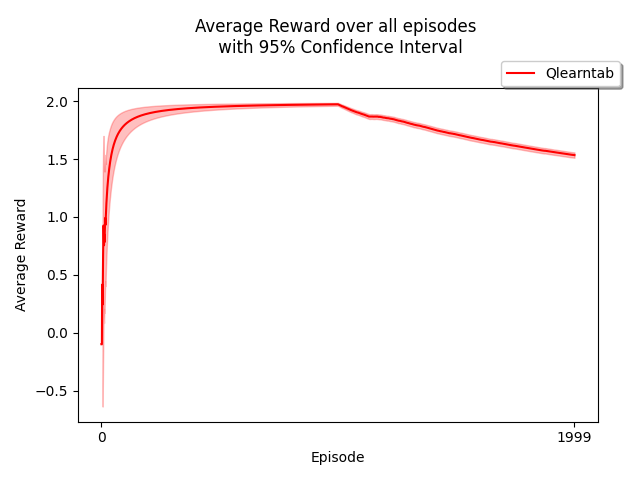 Average Reward over all episodes
with 95% Confidence Interval
Qlearntab
2.0
1.5
1.0
0.5
0.0
−0.5
Average Reward
0
1999
Episode